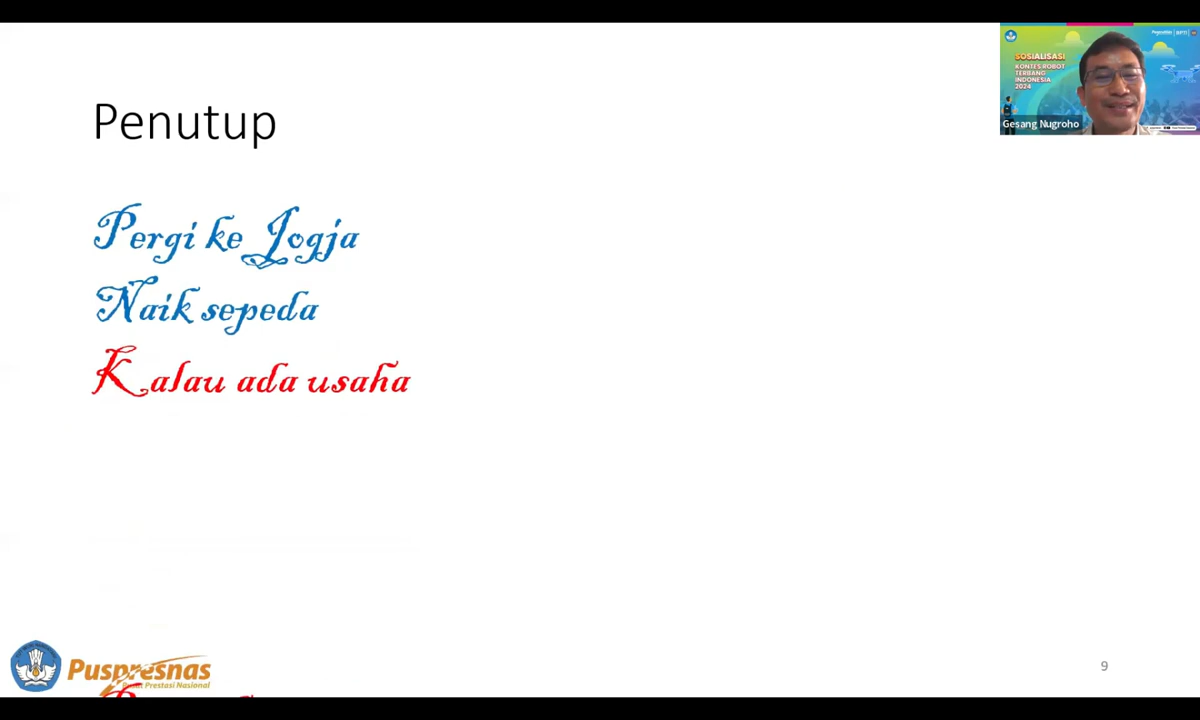 Penutup
Pergi ke Jogja
Naik sepeda
Kalau ada usaha
SOSIALISASI
KONTES ROBOT
TERBANG
INDONESIA
2024
Gesang Nugroho
Puspresnas
Pusat Prestasi Nasional
9